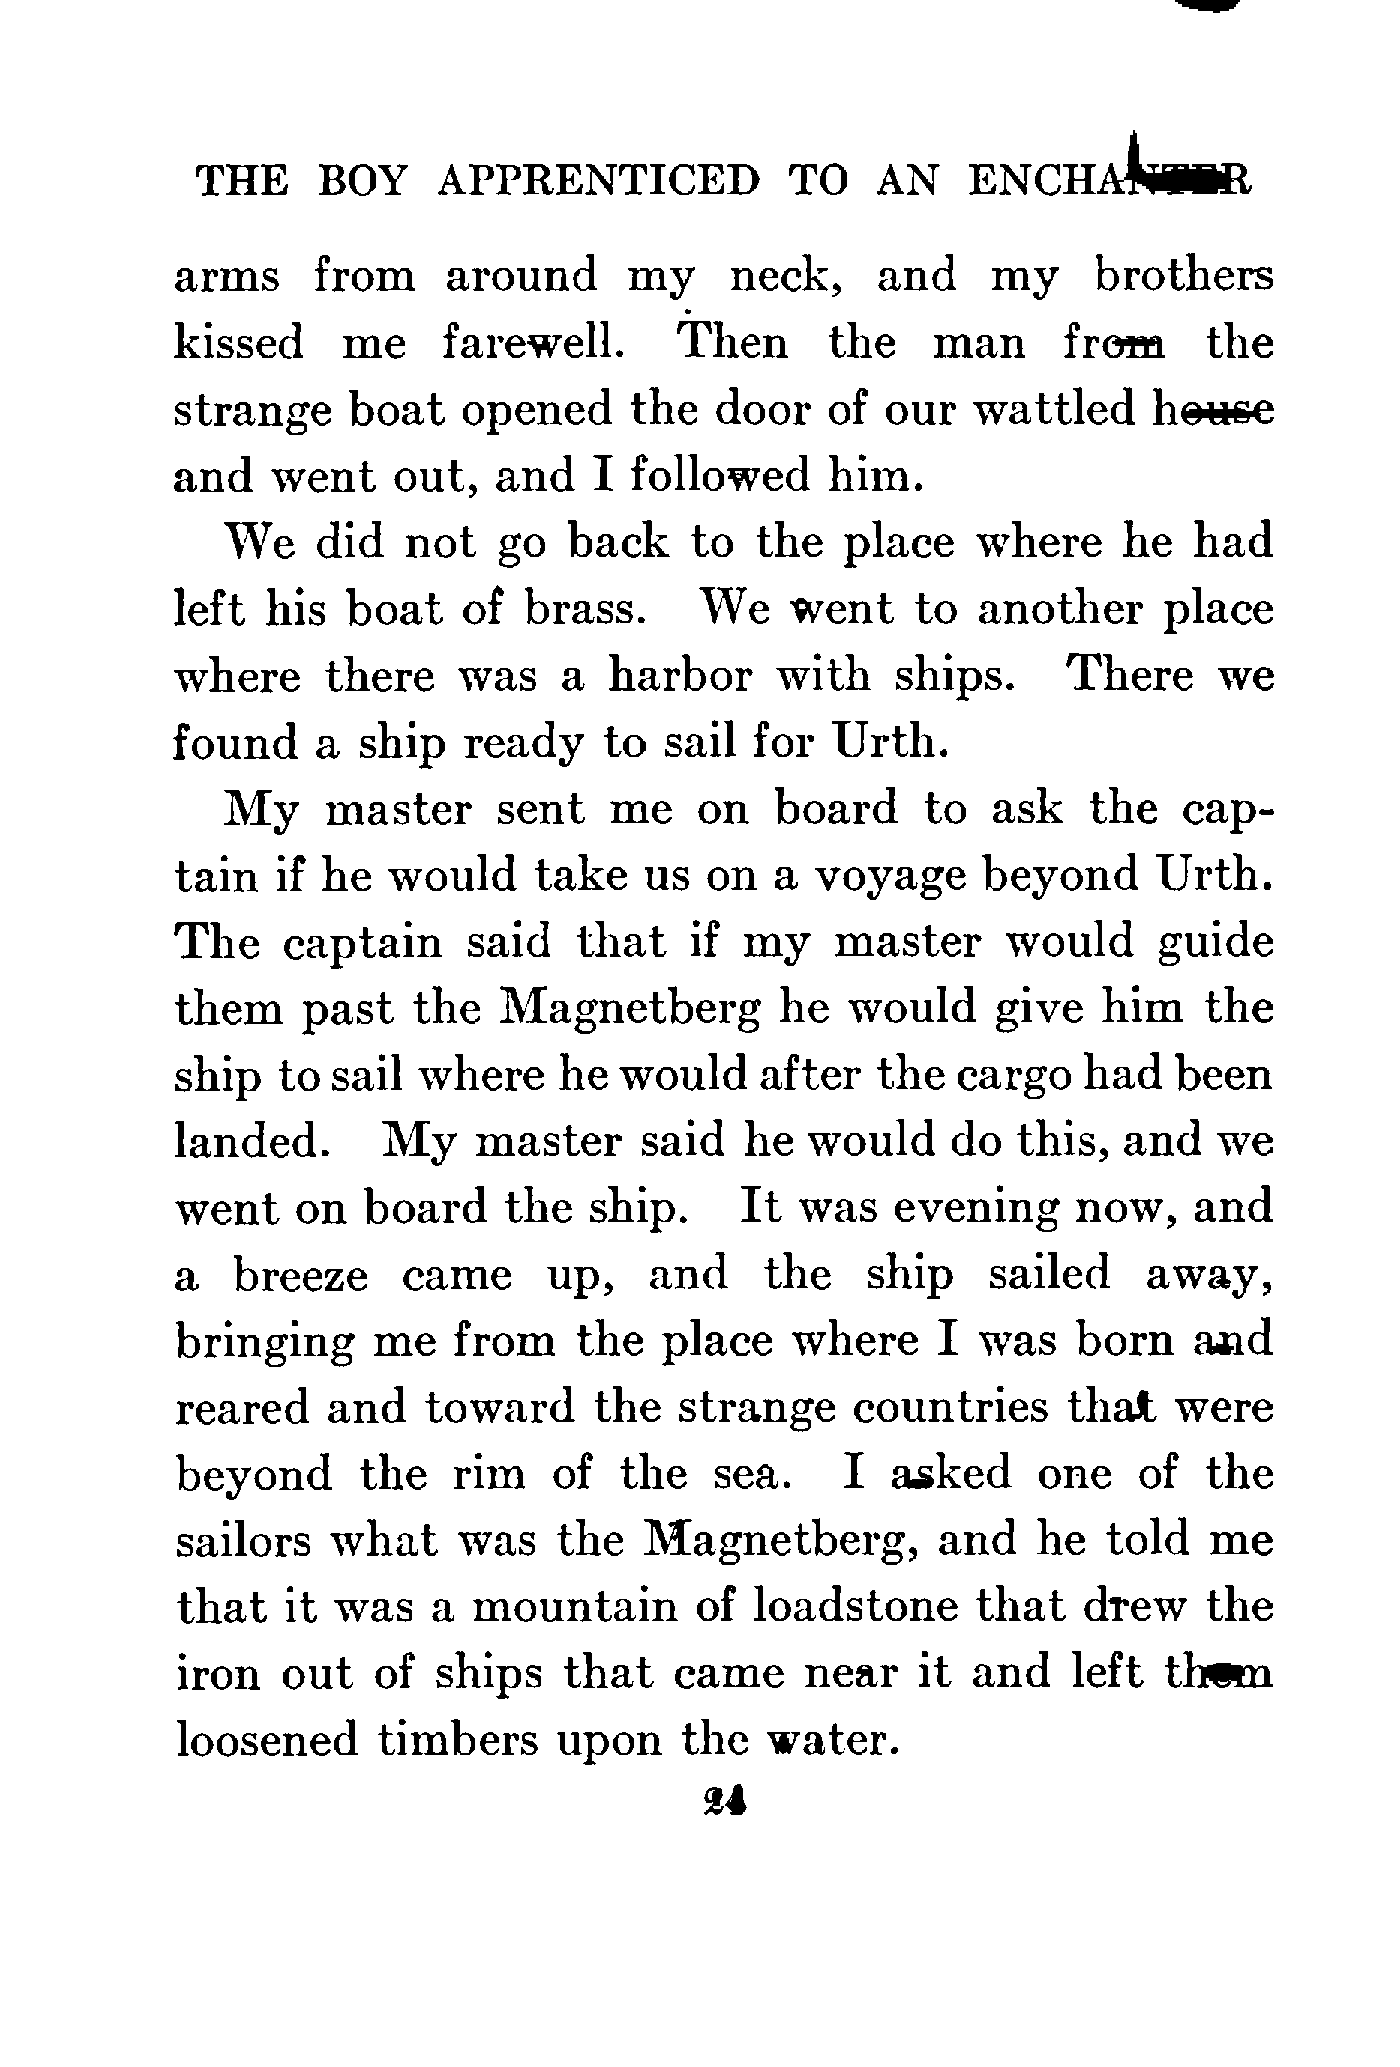 THE BOY APPRENTICED TO AN ENCHANTER
arms from around my neck, and my brothers
kissed me farewell. Then the man from the
strange boat opened the door of our wattled house
and went out, and I followed him.
We did not go back to the place where he had
left his boat of brass. We went to another place
where there was a harbor with ships. There we
found a ship ready to sail for Urth.
My master sent me on board to ask the cap-
tain if he would take us on a voyage beyond Urth.
The captain said that if my master would guide
them past the Magnetberg he would give him the
ship to sail where he would after the cargo had been
landed. My master said he would do this, and we
went on board the ship. It was evening now, and
a breeze came up, and the ship sailed away,
bringing me from the place where I was born and
reared and toward the strange countries that were
beyond the rim of the sea. I asked one of the
sailors what was the Magnetberg, and he told me
that it was a mountain of loadstone that drew the
iron out of ships that came near it and left them
loosened timbers upon the water.
24